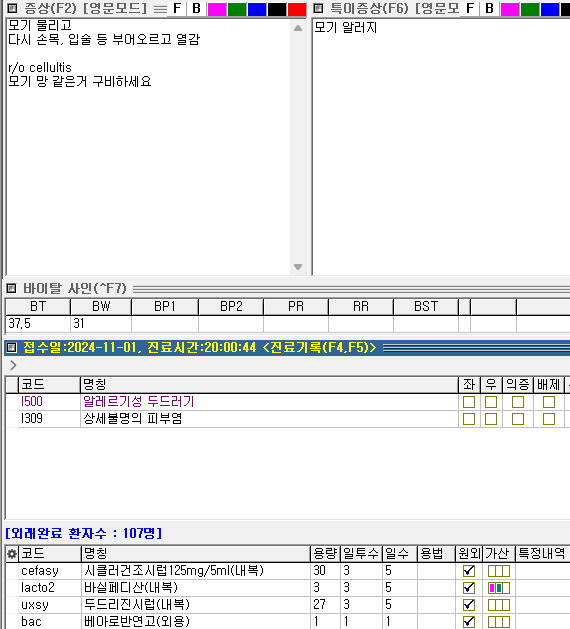 증상(F2) [영문모드] F B
특이증상(F6) [영문모 F B
모기 물리고
다시 손목, 입술 등 부어오르고 열감
r/o cellultis
모기 망 같은거 구비하세요
모기 알러지
바이탈 사인(^F7)
BT BW BP1 BP2 PR RR BST
37,5 31
접수일:2024-11-01, 진료시간:20:00:44 <진료기록(F4,F5)>
코드 명칭 좌 우 의증 배제
l500 알레르기성 두드러기
l309 상세불명의 피부염
[외래완료 환자수 : 107명]
코드 명칭 용량 일투수 일수 용법 원외 가산 특정내역
cefasy 시클러건조시럽125mg/5ml(내복) 30 3 5
lacto2 바실페디산(내복) 3 3 5
uxsy 두드리진시럽(내복) 27 3 5
bac 베아로반연고(외용) 1 1 1